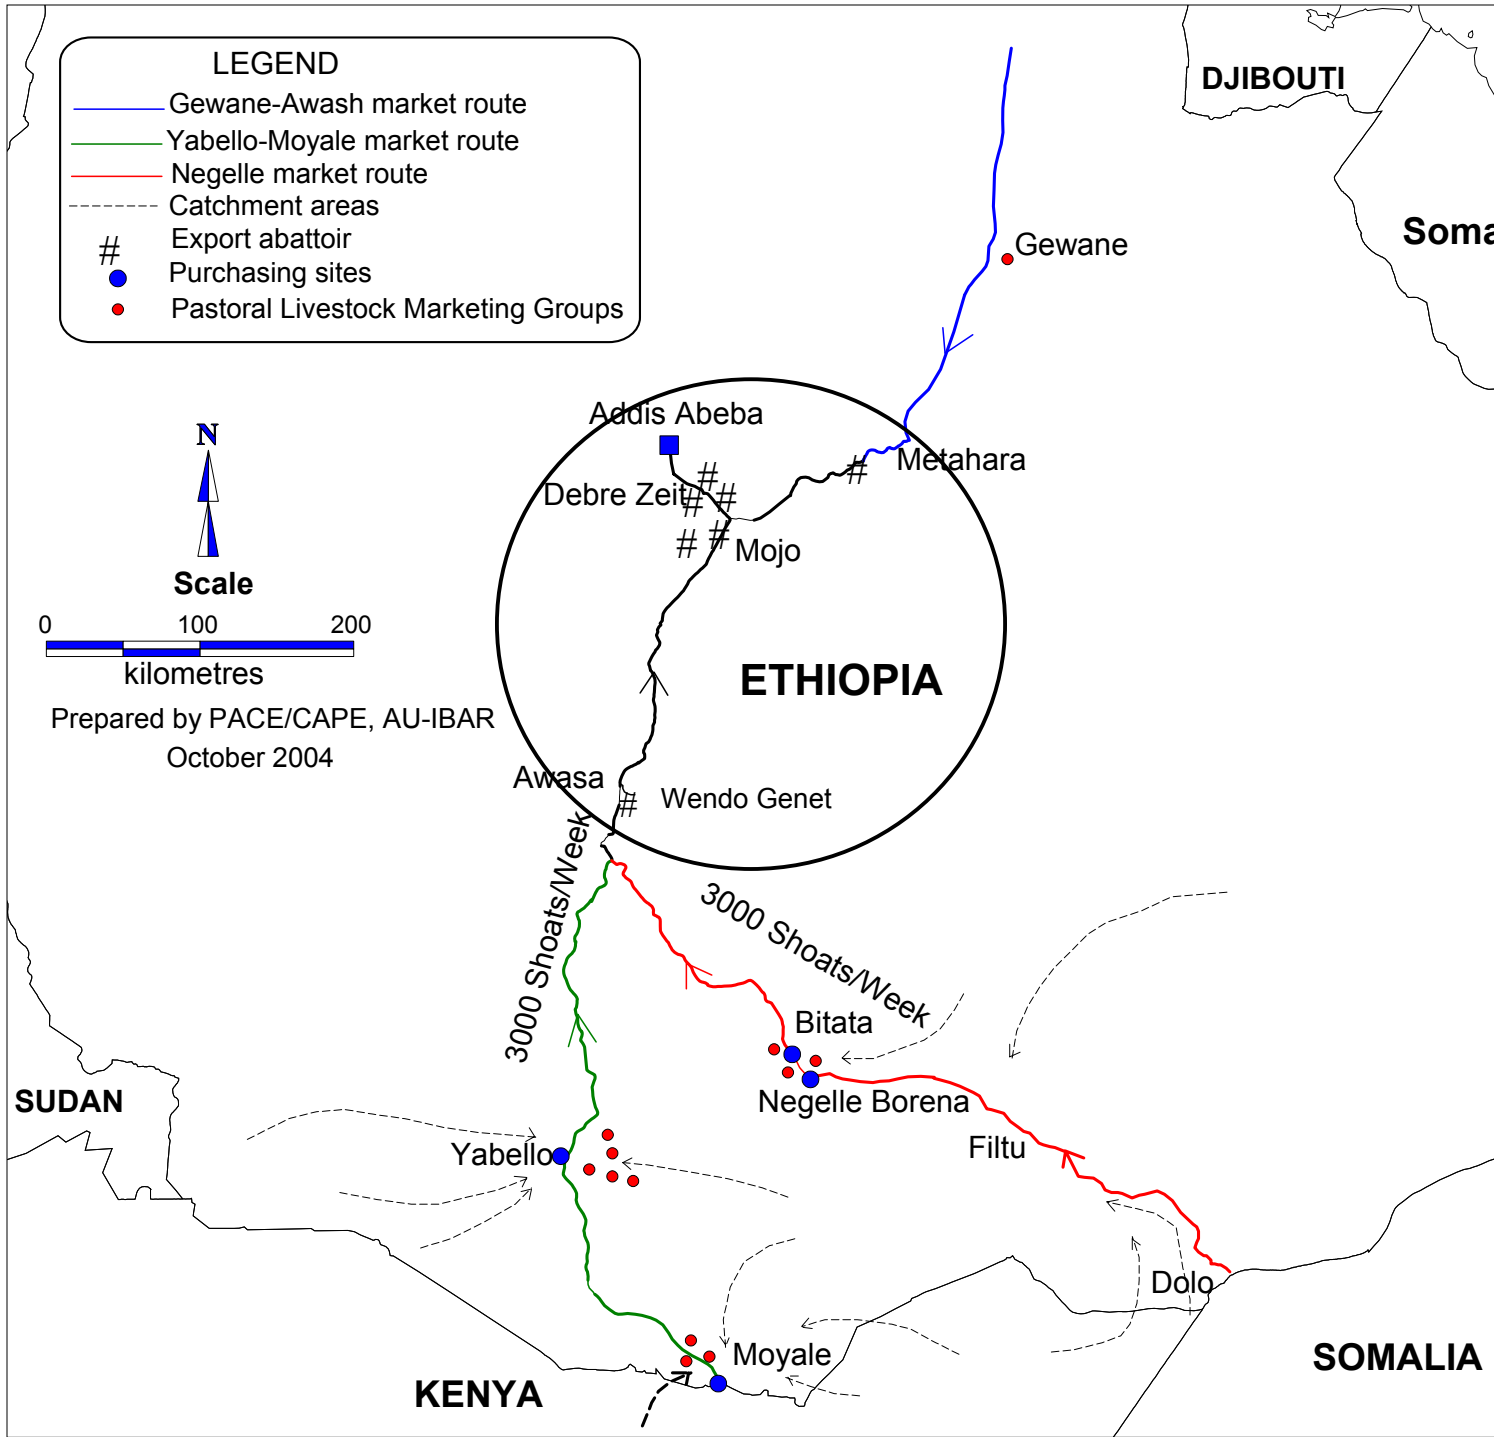 LEGEND
Gewane-Awash market route
Yabello-Moyale market route
Negelle market route
Catchment areas
# Export abattoir
Purchasing sites
Pastoral Livestock Marketing Groups
DJIBOUTI
Soma
Gewane
Addis Abeba
Metahara
Debre Zeit
Mojo
N
Scale
0 100 200
kilometres
Prepared by PACE/CAPE, AU-IBAR
October 2004
ETHIOPIA
Awasa
Wendo Genet
3000 Shoats/Week
3000 Shoats/Week
Bitata
Negelle Borena
SUDAN
Yabello
Filtu
Dolo
Moyale
KENYA
SOMALIA